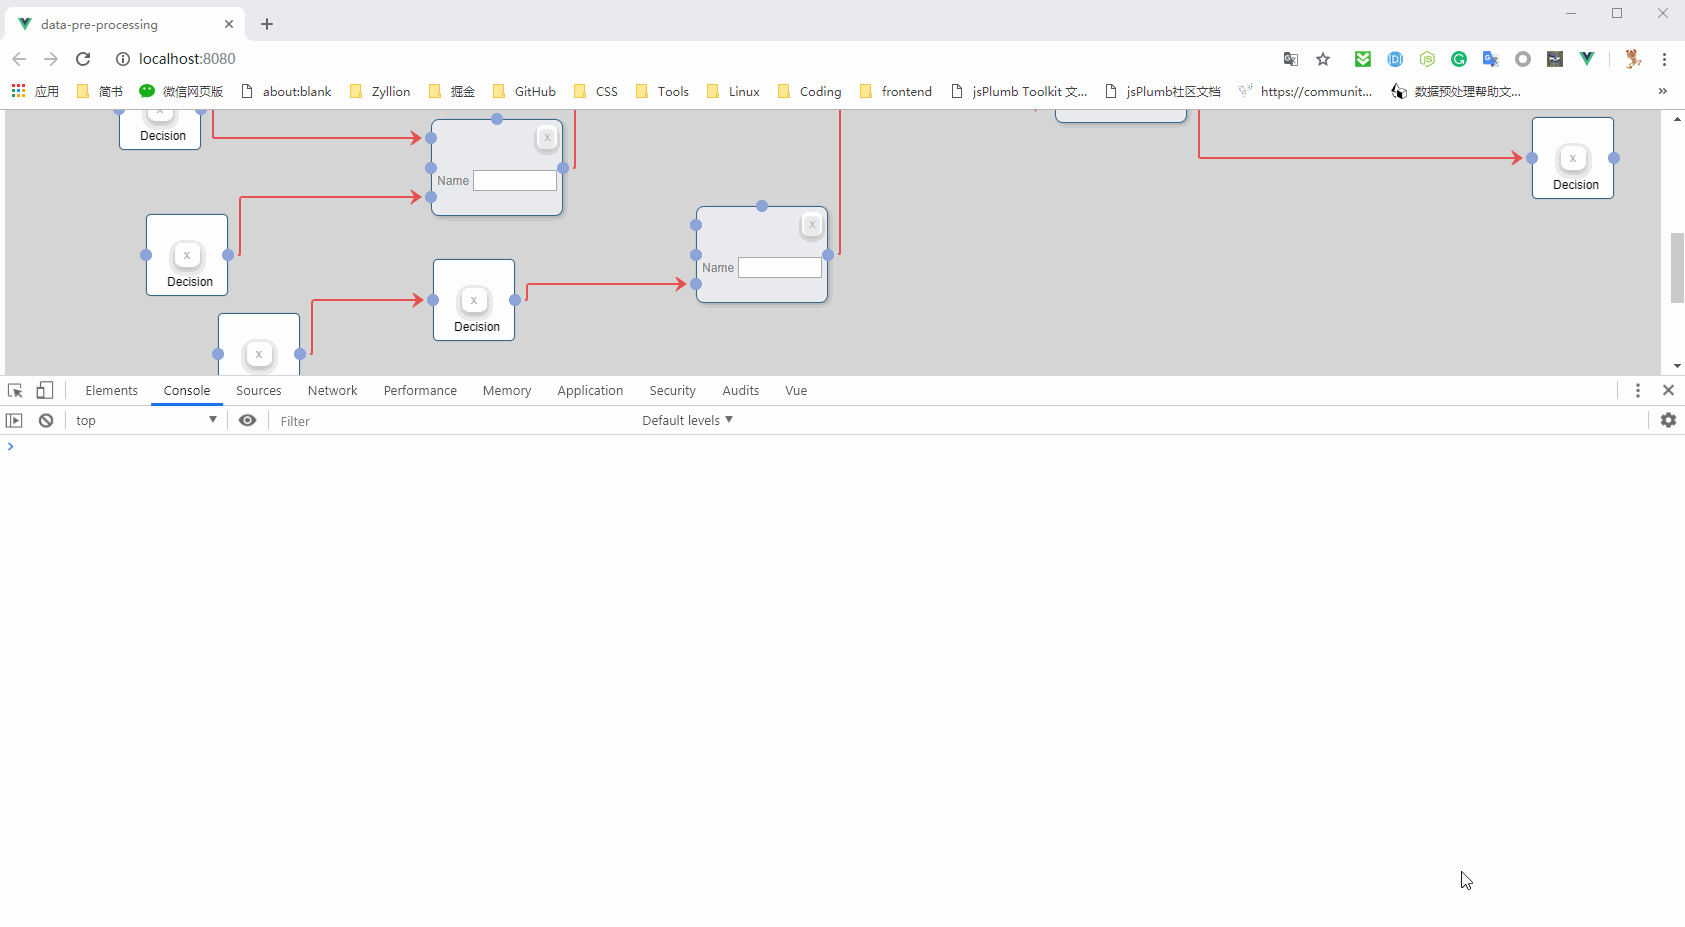 data-pre-processing
localhost:8080
应用 简书 微信网页版 about:blank Zyllion 掘金 GitHub CSS Tools Linux Coding frontend jsPlumb Toolkit 文... jsPlumb社区文档 https://communit... 数据预处理帮助文... »
x
Decision
x
Name
x
Decision
x
Decision
x
Name
x
Decision
x
Elements Console Sources Network Performance Memory Application Security Audits Vue
top Filter Default levels